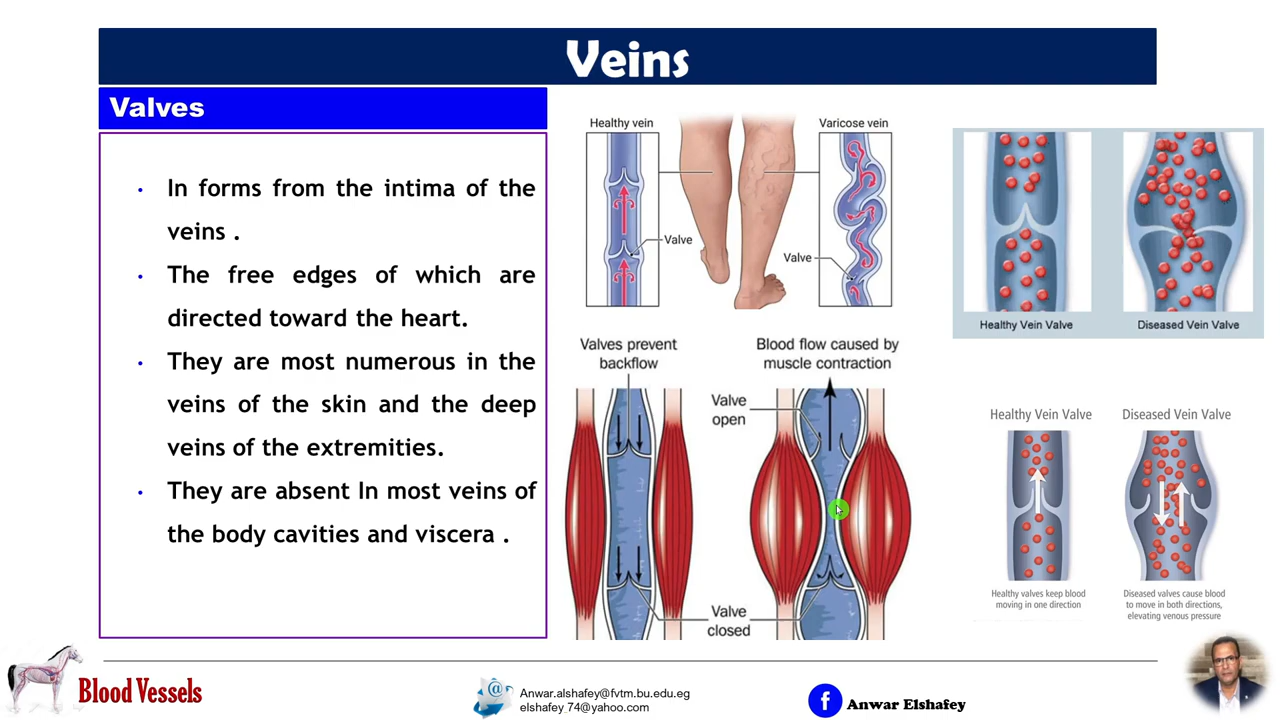 Veins
Valves
• In forms from the intima of the
veins .
• The free edges of which are
directed toward the heart.
• They are most numerous in the
veins of the skin and the deep
veins of the extremities.
• They are absent In most veins of
the body cavities and viscera .
Healthy vein
Varicose vein
Valve
Valve
Healthy Vein Valve
Diseased Vein Valve
Valves prevent
backflow
Blood flow caused by
muscle contraction
Valve
open
Valve
closed
Healthy Vein Valve
Diseased Vein Valve
Healthy valves keep blood
moving in one direction
Diseased valves cause blood
to move in both directions,
elevating venous pressure
Blood Vessels
Anwar.alshafey@fvtm.bu.edu.eg
elshafey_74@yahoo.com
f
Anwar Elshafey